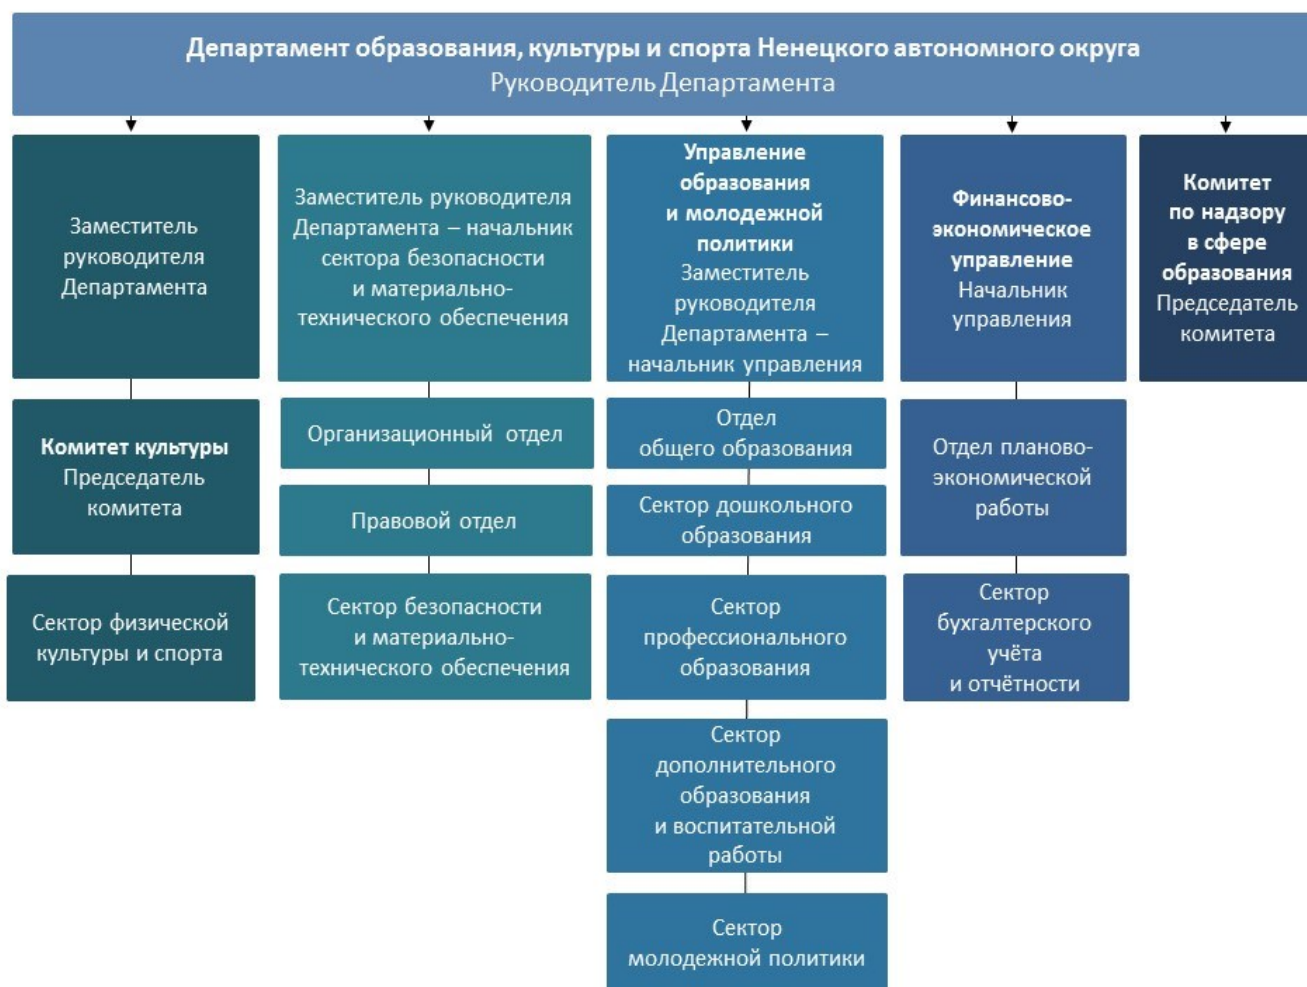 Департамент образования, культуры и спорта Ненецкого автономного округа
Руководитель Департамента
Заместитель
руководителя
Департамента
Комитет культуры
Председатель
комитета
Сектор физической
культуры и спорта
Заместитель руководителя
Департамента – начальник
сектора безопасности
и материально-
технического обеспечения
Организационный отдел
Правовой отдел
Сектор безопасности
и материально-
технического обеспечения
Управление
образования
и молодежной
политики
Заместитель
руководителя
Департамента –
начальник управления
Отдел
общего образования
Сектор дошкольного
образования
Сектор
профессионального
образования
Сектор
дополнительного
образования
и воспитательной
работы
Сектор
молодежной политики
Финансово-
экономическое
управление
Начальник
управления
Отдел планово-
экономической
работы
Сектор
бухгалтерского
учёта
и отчётности
Комитет
по надзору
в сфере
образования
Председатель
комитета